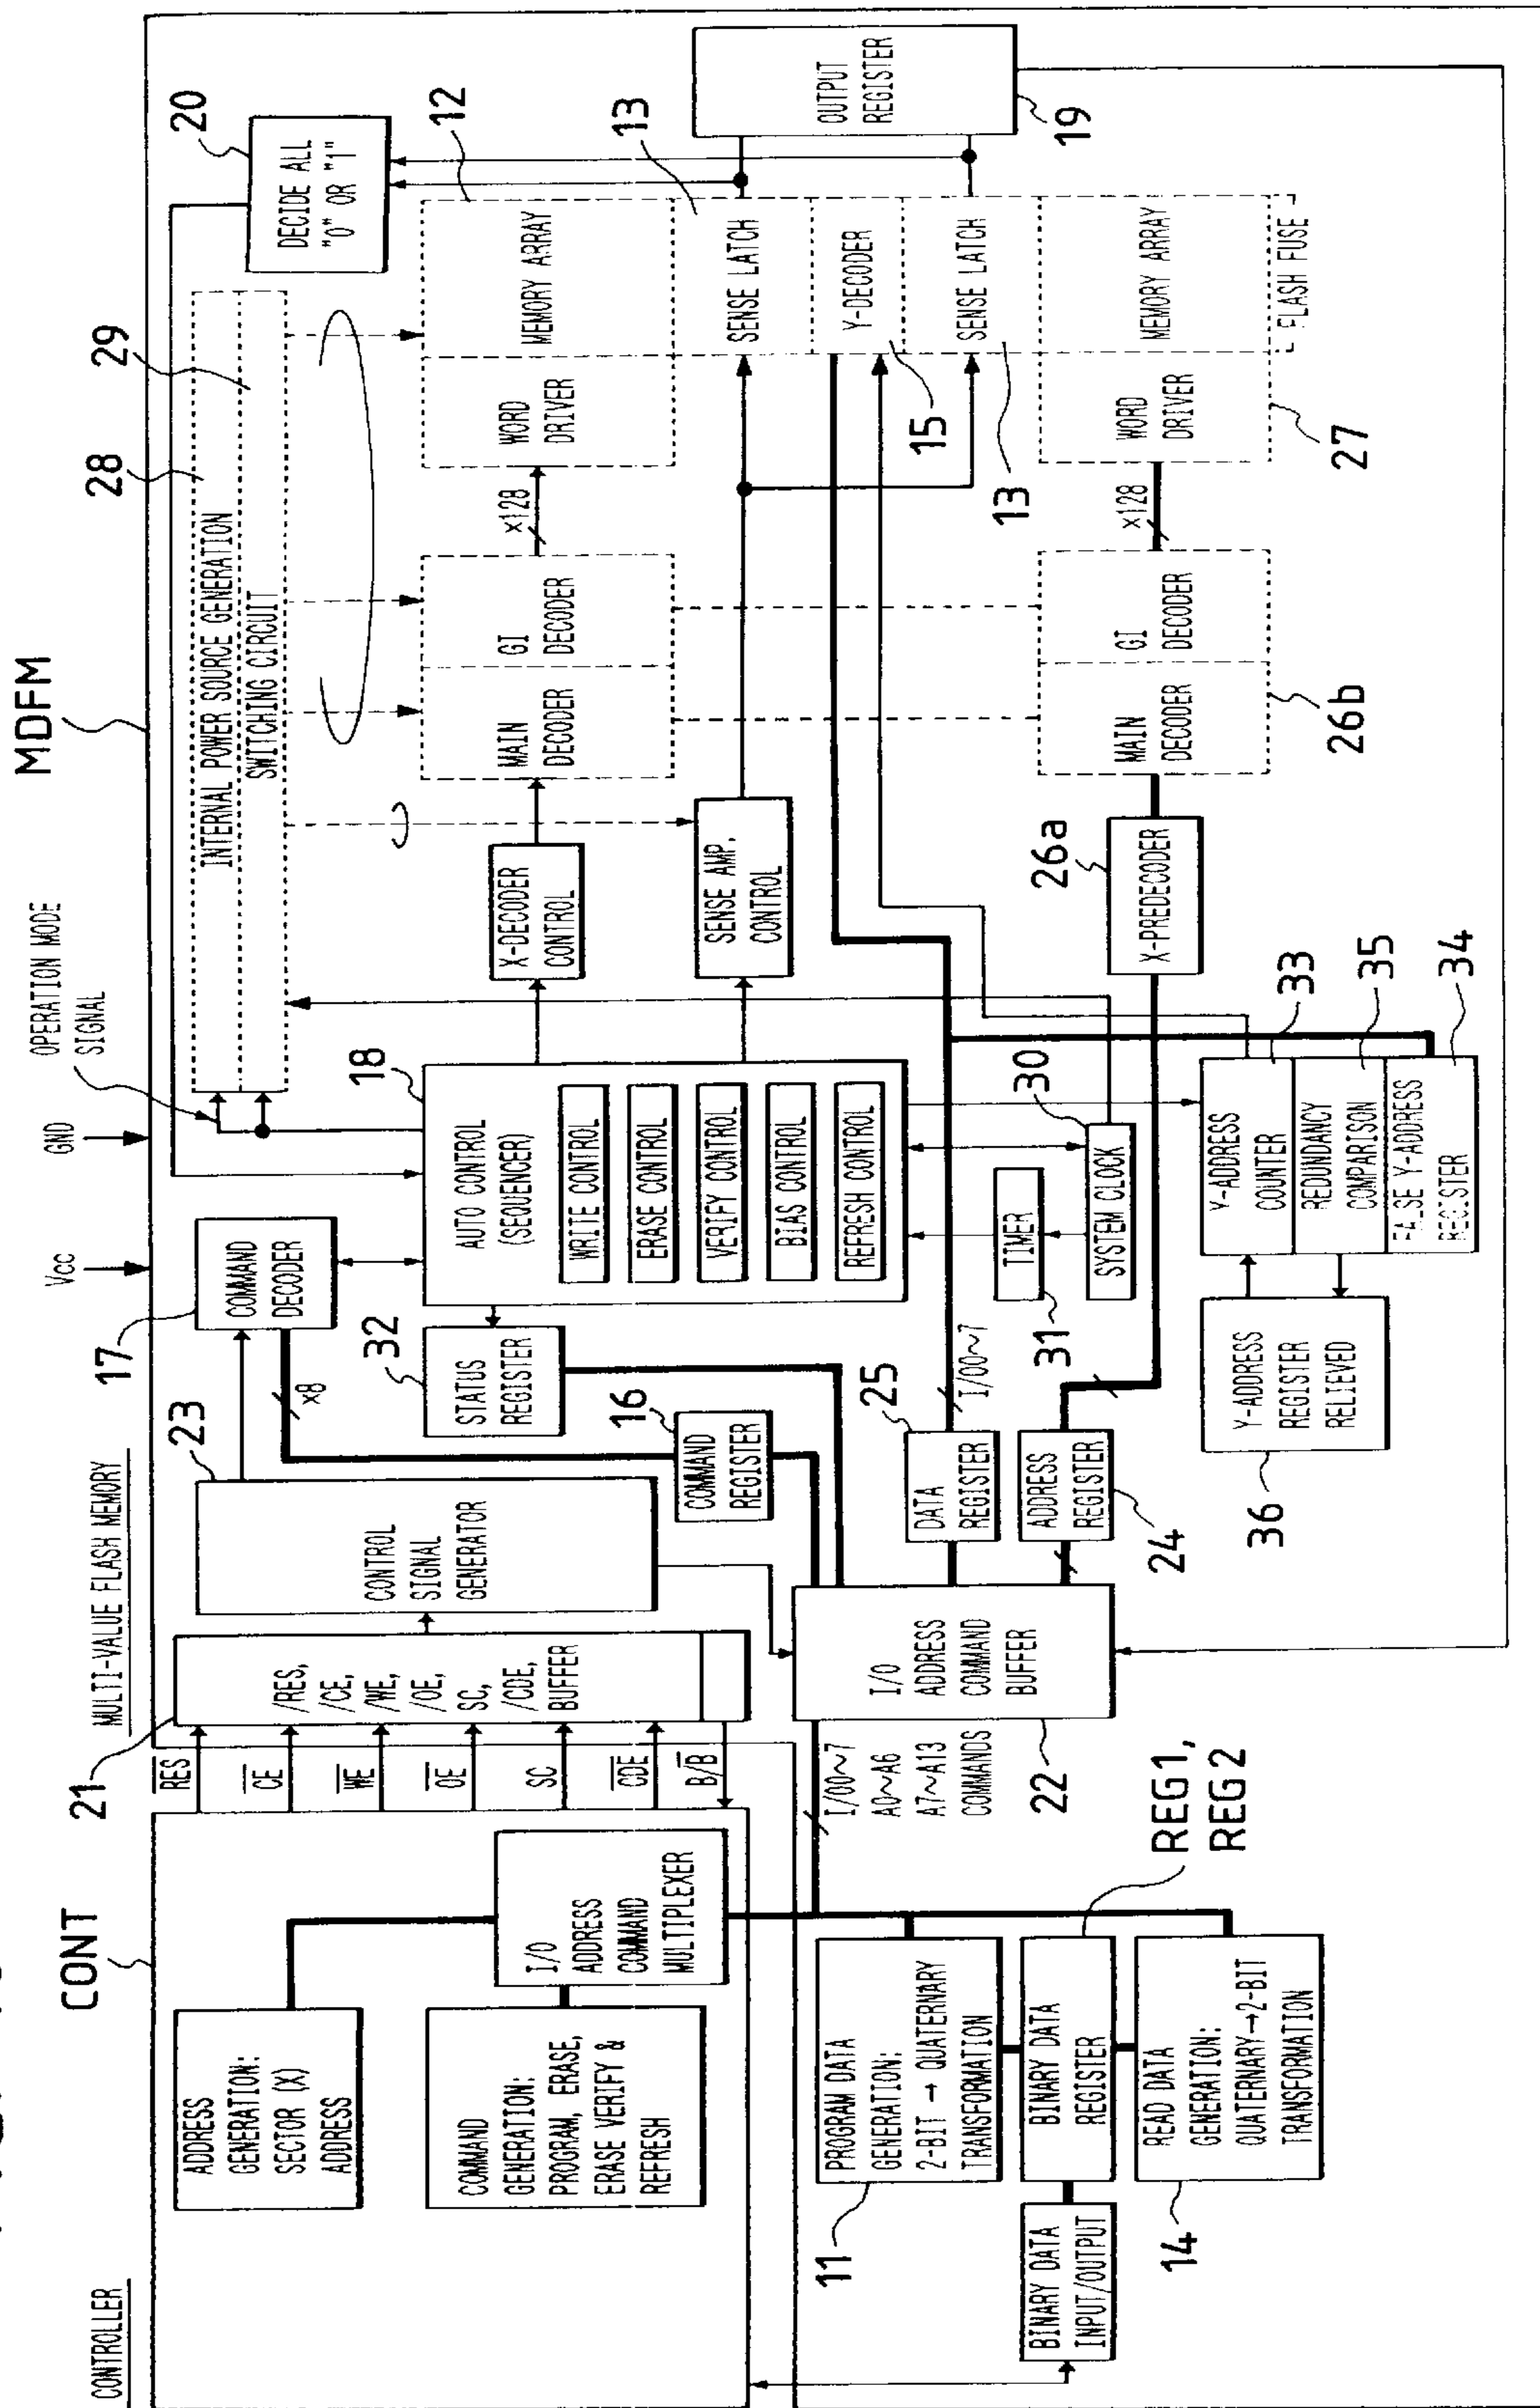 CONTROLLER
CONT
ADDRESS
GENERATION:
SECTOR (X)
ADDRESS
COMMAND
GENERATION:
PROGRAM, ERASE,
ERASE VERIFY &
REFRESH
I/O
ADDRESS
COMMAND
MULTIPLEXER
11
PROGRAM DATA
GENERATION:
2-BIT → QUATERNARY
TRANSFORMATION
BINARY DATA
INPUT/OUTPUT
BINARY DATA
REGISTER
REG1,
REG2
READ DATA
GENERATION:
QUATERNARY→2-BIT
TRANSFORMATION
14
R̅E̅S̅
C̅E̅
W̅E̅
O̅E̅
SC
C̅D̅E̅
B/B̅
I/O0~7
A0~A6
A7~A13
COMMANDS
MDFM
MULTI-VALUE FLASH MEMORY
21
/RES,
/CE,
/WE,
/OE,
SC,
/CDE,
BUFFER
23
CONTROL
SIGNAL
GENERATOR
I/O
ADDRESS
COMMAND
BUFFER
22
17
COMMAND
DECODER
×8
32
STATUS
REGISTER
16
COMMAND
REGISTER
25
DATA
REGISTER
I/O0~7
ADDRESS
REGISTER
24
Vcc
GND
OPERATION MODE
SIGNAL
18
AUTO CONTROL
(SEQUENCER)
WRITE CONTROL
ERASE CONTROL
VERIFY CONTROL
BIAS CONTROL
REFRESH CONTROL
TIMER
31
SYSTEM CLOCK
30
Y-ADDRESS
REGISTER
RELIEVED
36
Y-ADDRESS
COUNTER
33
REDUNDANCY
COMPARISON
35
FALSE Y-ADDRESS
REGISTER
34
28
INTERNAL POWER SOURCE GENERATION
29
SWITCHING CIRCUIT
X-DECODER
CONTROL
SENSE AMP.
CONTROL
26a
X-PREDECODER
MAIN
DECODER
GI
DECODER
×128
WORD
DRIVER
MEMORY ARRAY
12
SENSE LATCH
13
Y-DECODER
15
SENSE LATCH
13
MAIN
DECODER
26b
GI
DECODER
×128
WORD
DRIVER
27
MEMORY ARRAY
FLASH FUSE
20
DECIDE ALL
"0" OR "1"
OUTPUT
REGISTER
19